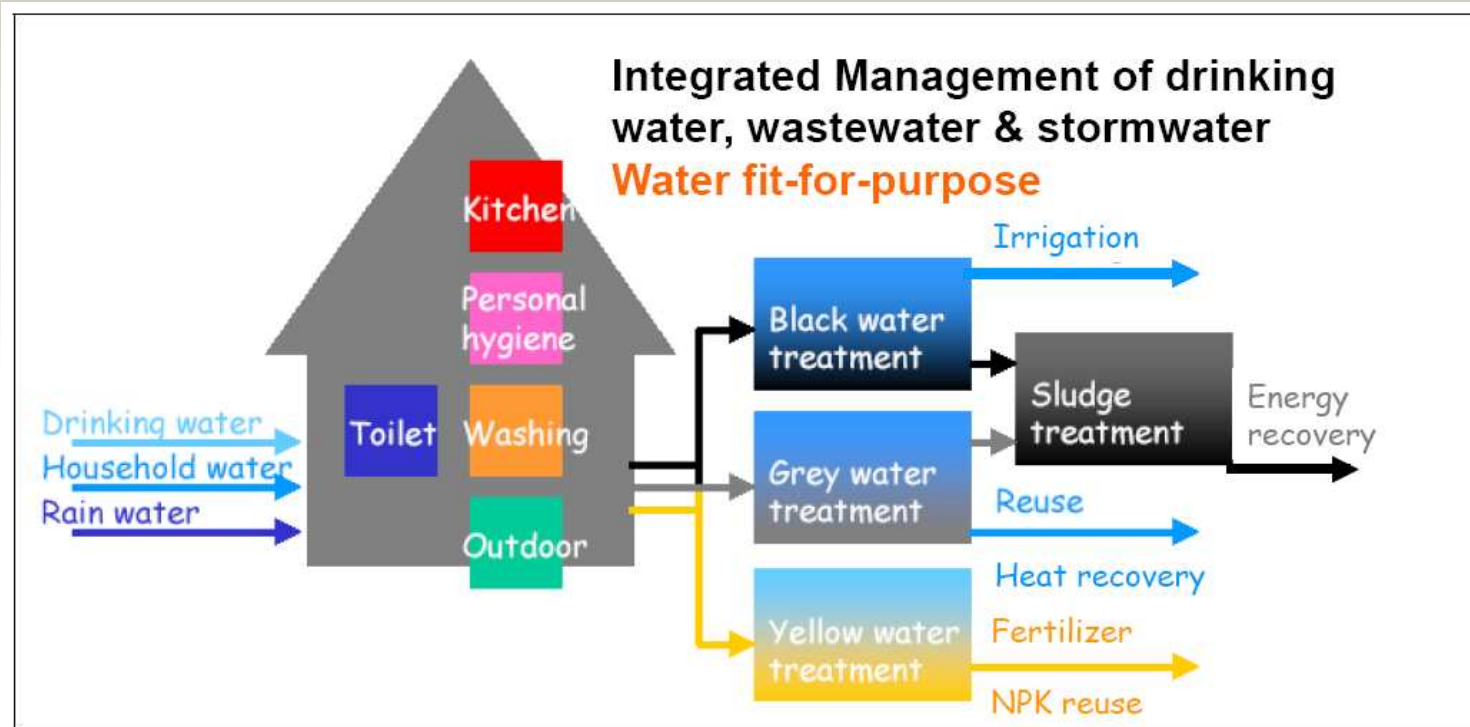 Integrated Management of drinking
water, wastewater & stormwater
Water fit-for-purpose
Kitchen
Personal
hygiene
Toilet
Washing
Outdoor
Drinking water
Household water
Rain water
Black water
treatment
Grey water
treatment
Yellow water
treatment
Irrigation
Sludge
treatment
Energy
recovery
Reuse
Heat recovery
Fertilizer
NPK reuse